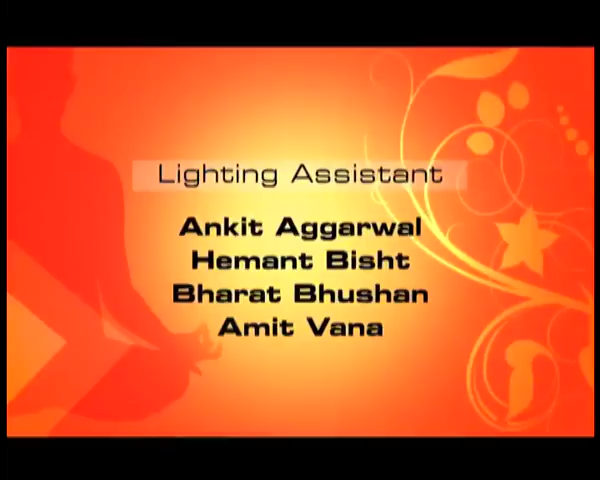 Lighting Assistant
Ankit Aggarwal
Hemant Bisht
Bharat Bhushan
Amit Vana